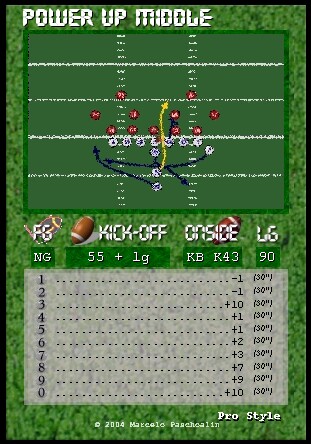 POWER UP MIDDLE
FG KICK-OFF ONSIDE LG
NG 55 + lg KB K43 90
1 ........ -1 (30")
2 ........ -1 (30")
3 ........ +10 (30")
4 ........ +1 (30")
5 ........ +1 (30")
6 ........ +2 (30")
7 ........ +3 (30")
8 ........ +7 (30")
9 ........ +9 (30")
0 ........ +10 (30")
Pro Style
© 2004 Marcelo Paschoalin